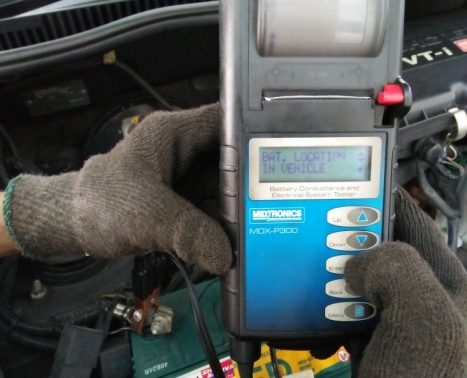 VT-i
BAT. LOCATION
IN VEHICLE
Battery Conductance and
Electrical System Tester
MIDTRONICS
MDX-P300
Up
Down
Enter
Back
Menu
40B24R